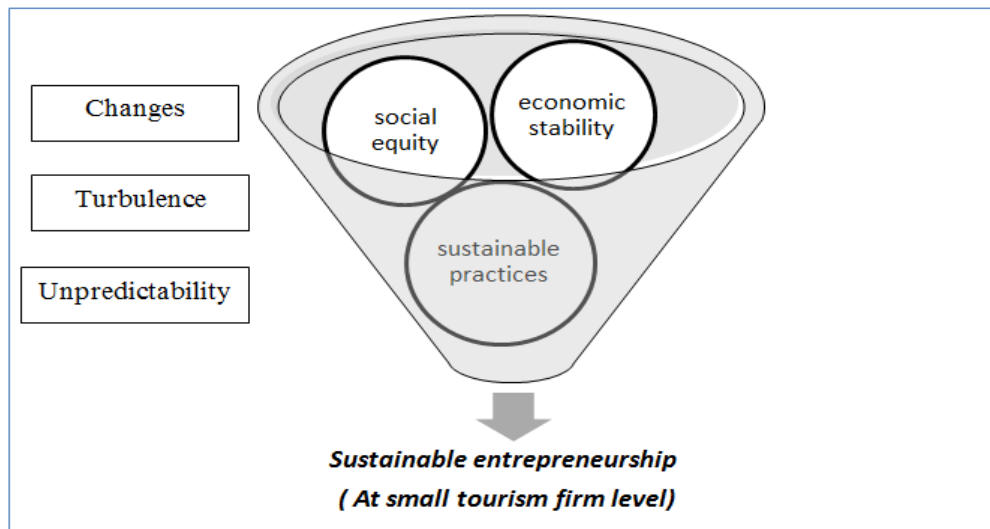 Changes
Turbulence
Unpredictability
social
equity
economic
stability
sustainable
practices
Sustainable entrepreneurship
( At small tourism firm level)